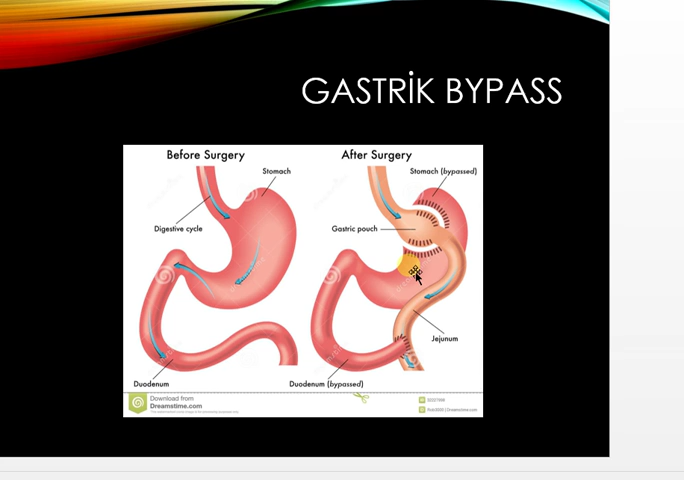 GASTRİK BYPASS
Before Surgery
After Surgery
Stomach
Stomach (bypassed)
Digestive cycle
Gastric pouch
Jejunum
Duodenum
Duodenum (bypassed)
Download from
Dreamstime.com